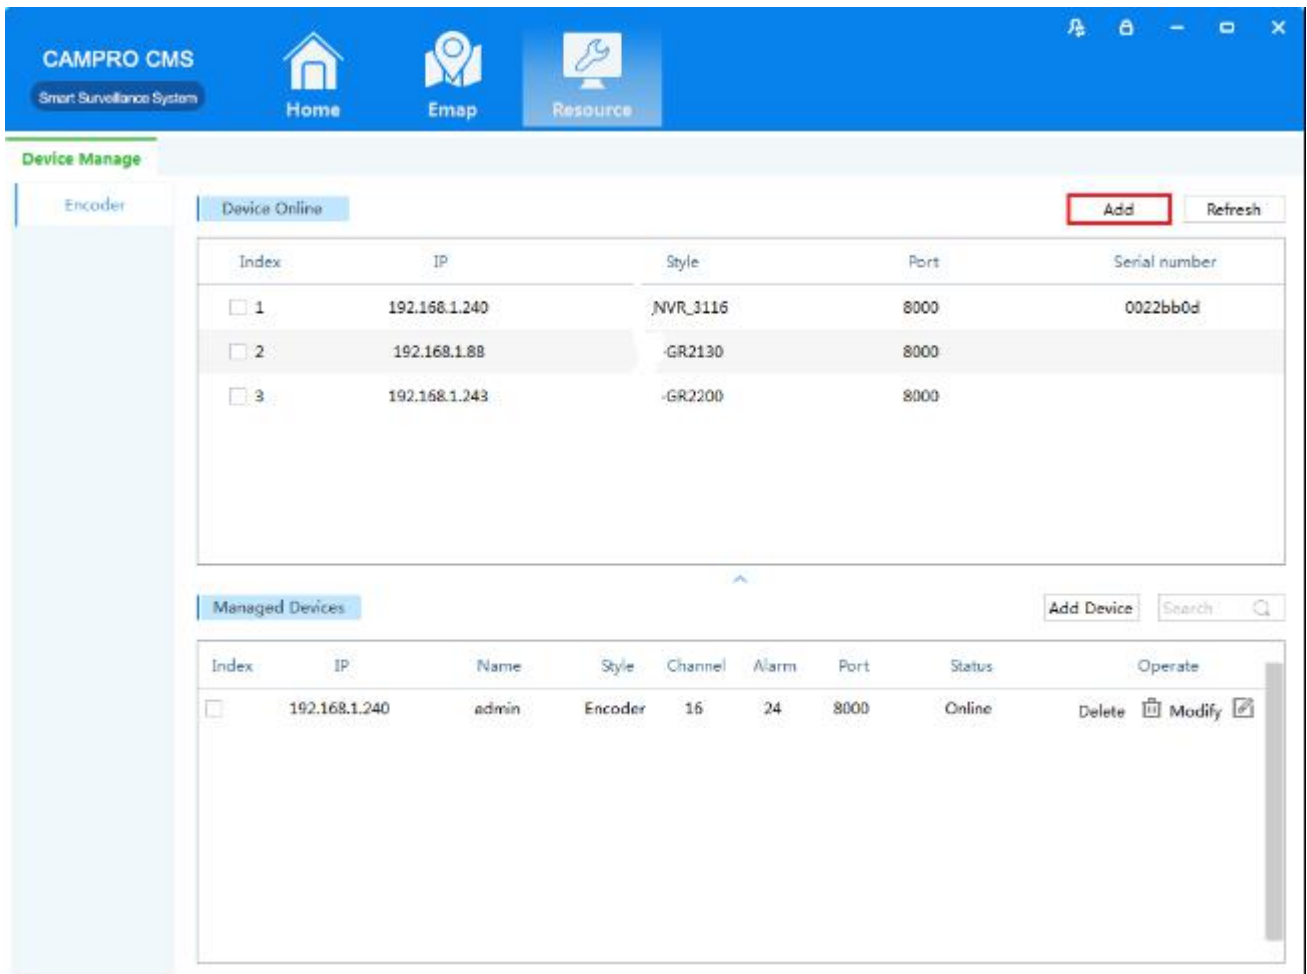 CAMPRO CMS
Smart Surveillance System
Home Emap Resource
Device Manage
Encoder
Device Online Add Refresh
Index IP Style Port Serial number
1 192.168.1.240 NVR_3116 8000 0022bb0d
2 192.168.1.88 -GR2130 8000
3 192.168.1.243 -GR2200 8000
Managed Devices Add Device Search
Index IP Name Style Channel Alarm Port Status Operate
192.168.1.240 admin Encoder 16 24 8000 Online Delete Modify